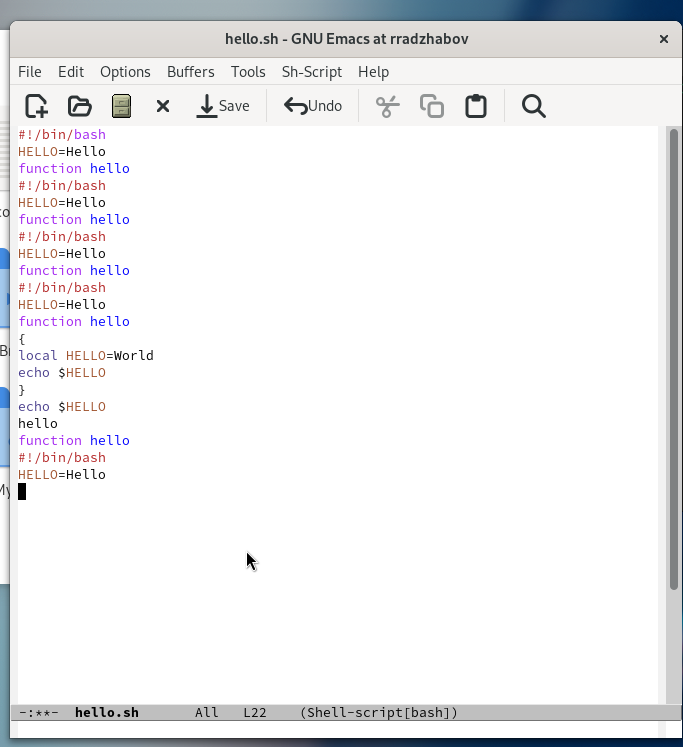 hello.sh - GNU Emacs at rradzhabov
File Edit Options Buffers Tools Sh-Script Help
Save Undo
#!/bin/bash
HELLO=Hello
function hello
#!/bin/bash
HELLO=Hello
function hello
#!/bin/bash
HELLO=Hello
function hello
#!/bin/bash
HELLO=Hello
function hello
{
local HELLO=World
echo $HELLO
}
echo $HELLO
hello
function hello
#!/bin/bash
HELLO=Hello
-:**- hello.sh All L22 (Shell-script[bash])